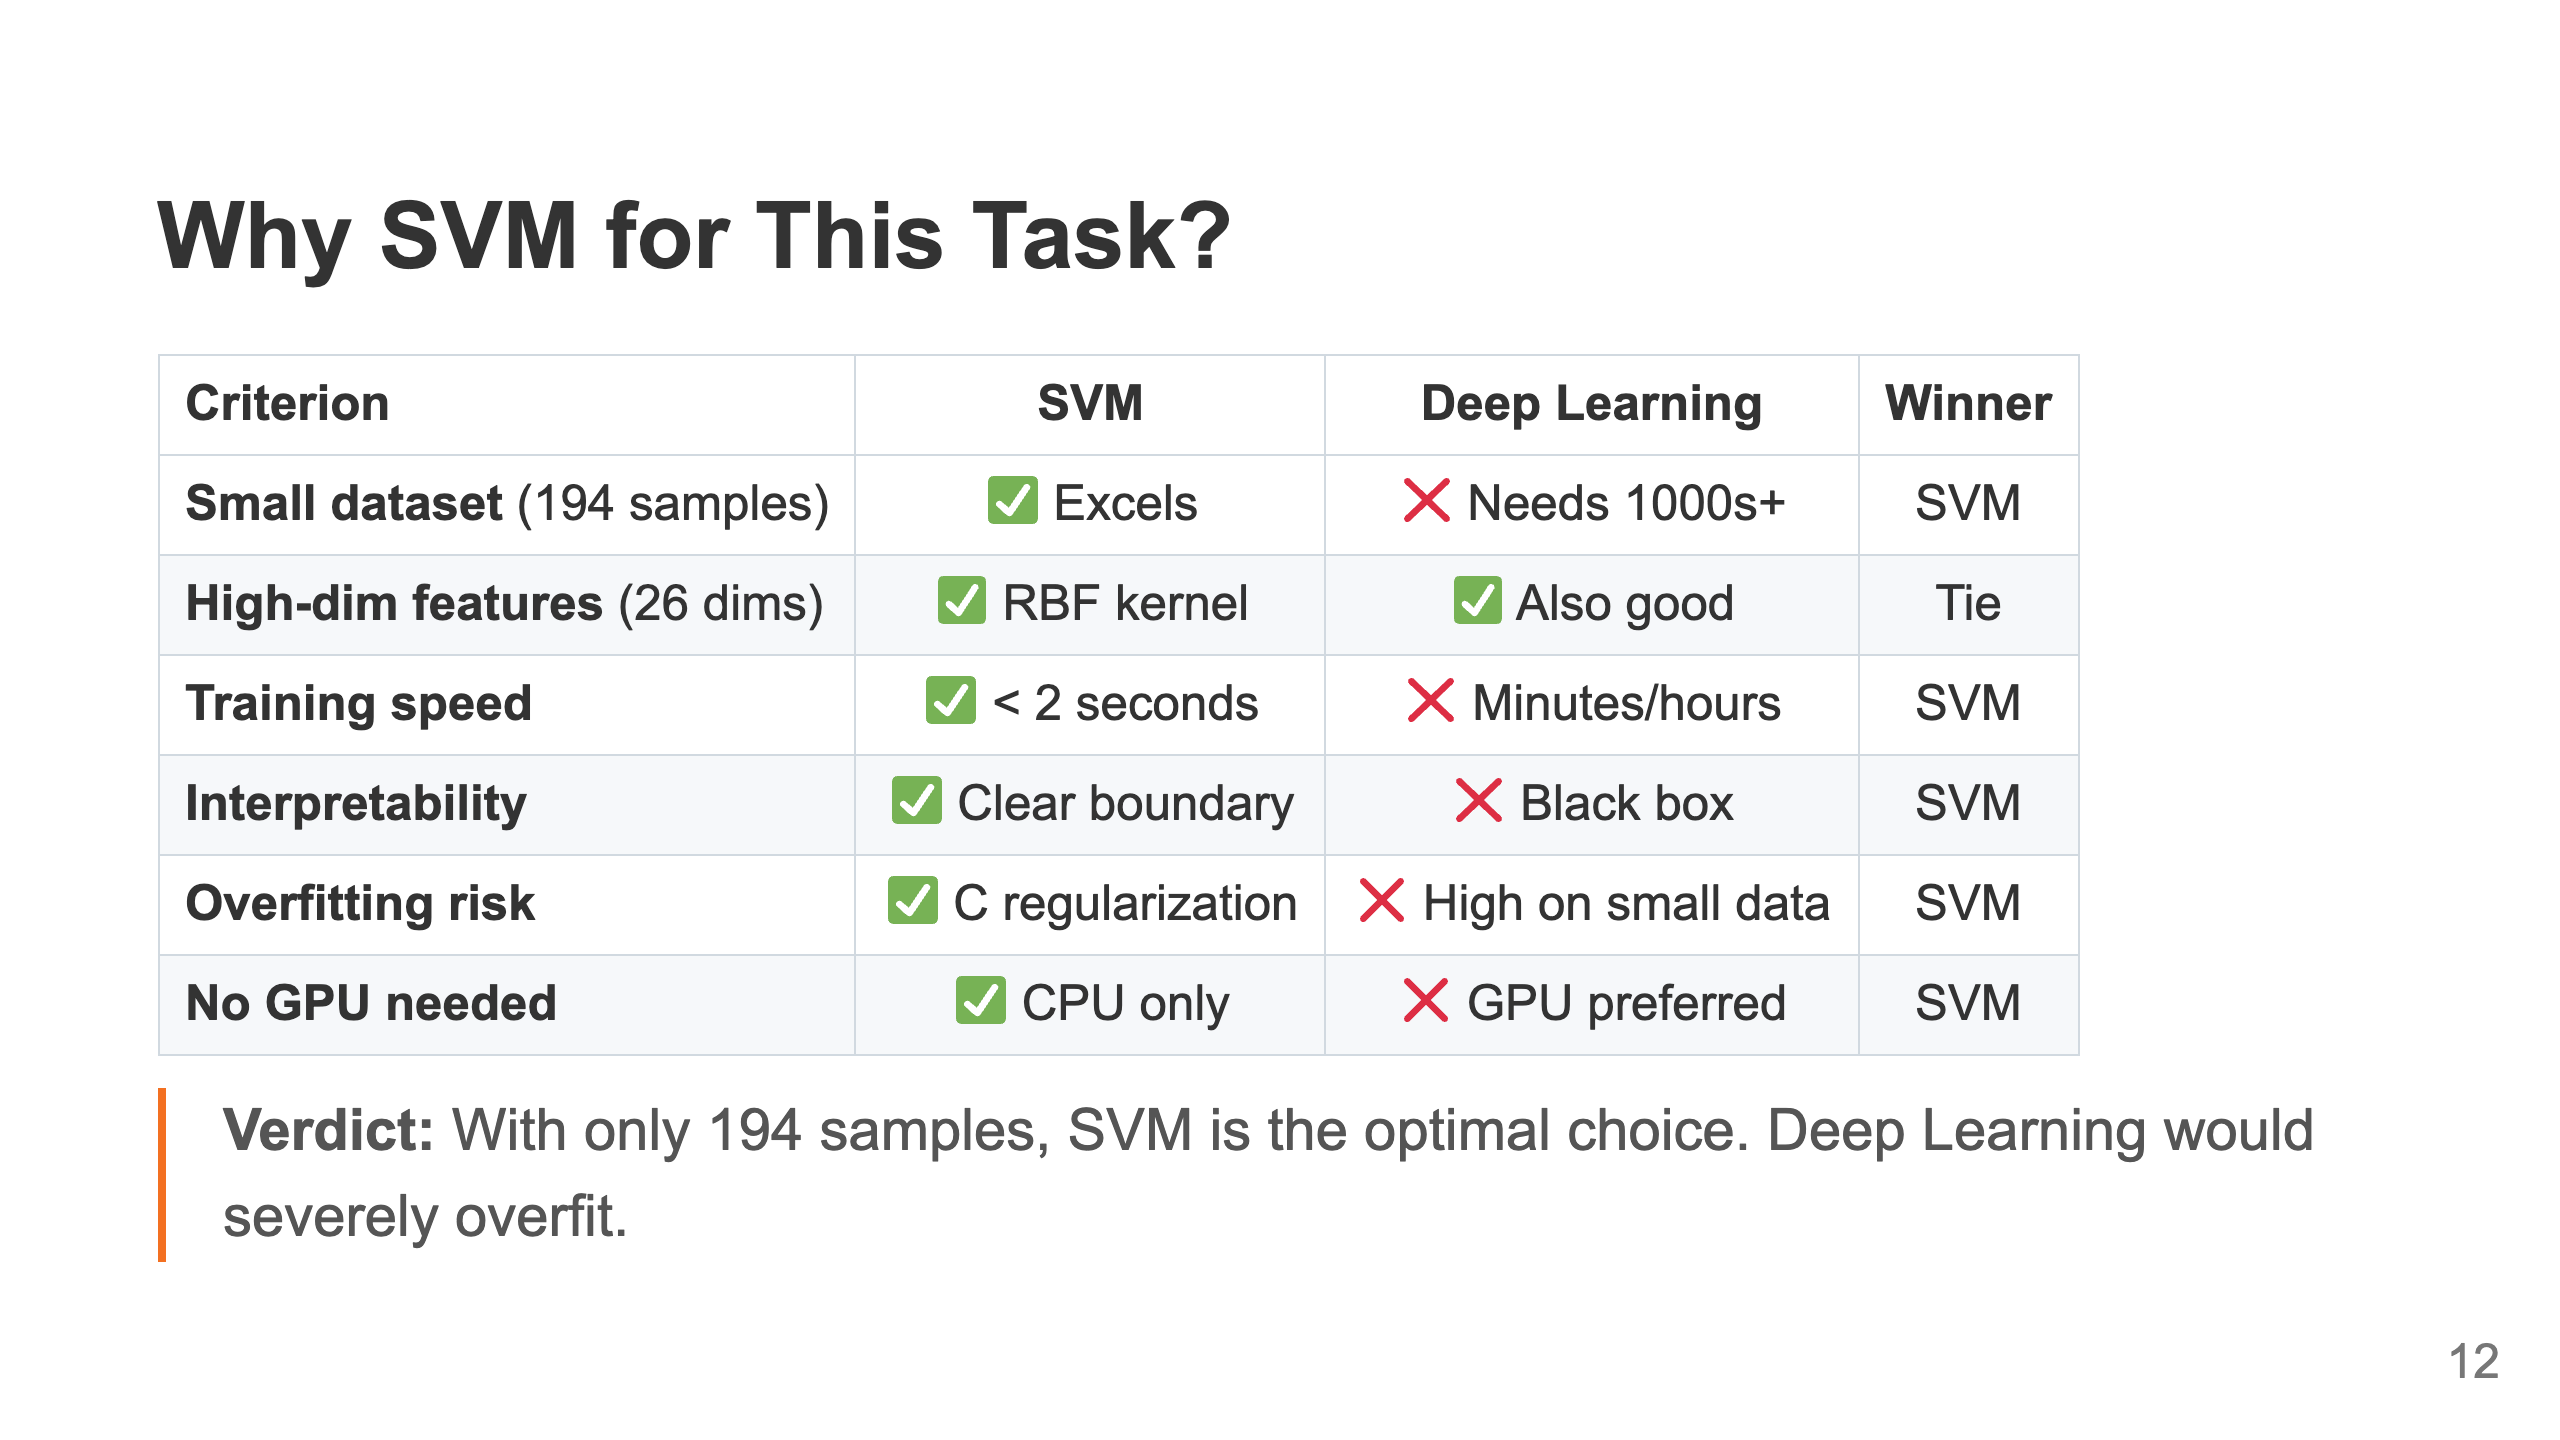 Why SVM for This Task?
Criterion SVM Deep Learning Winner
Small dataset (194 samples) ✅ Excels ❌ Needs 1000s+ SVM
High-dim features (26 dims) ✅ RBF kernel ✅ Also good Tie
Training speed ✅ < 2 seconds ❌ Minutes/hours SVM
Interpretability ✅ Clear boundary ❌ Black box SVM
Overfitting risk ✅ C regularization ❌ High on small data SVM
No GPU needed ✅ CPU only ❌ GPU preferred SVM
Verdict: With only 194 samples, SVM is the optimal choice. Deep Learning would
severely overfit.
12